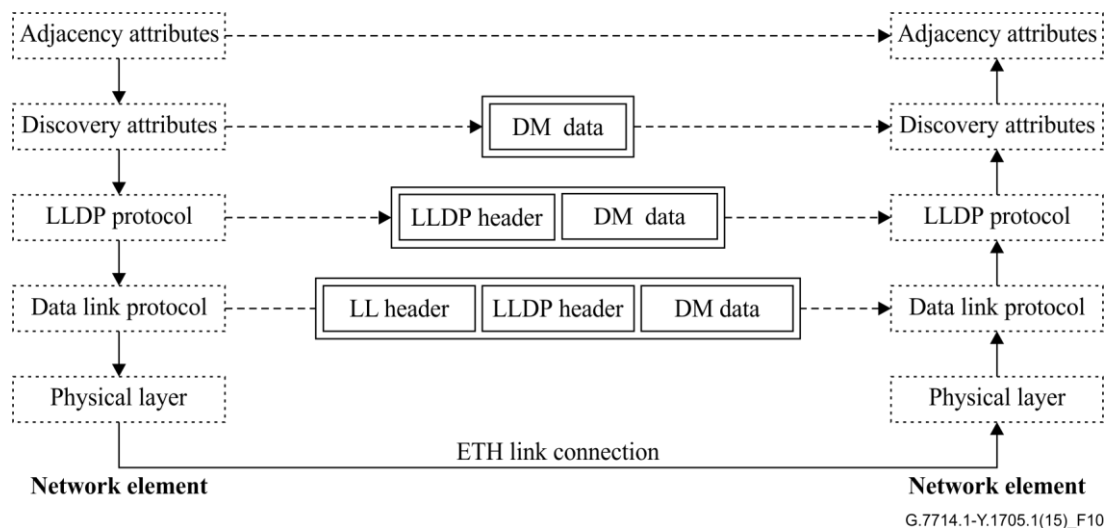 Adjacency attributes
Adjacency attributes
Discovery attributes
DM data
Discovery attributes
LLDP protocol
LLDP header
DM data
LLDP protocol
Data link protocol
LL header
LLDP header
DM data
Data link protocol
Physical layer
Physical layer
ETH link connection
Network element
Network element
G.7714.1-Y.1705.1(15)_F10